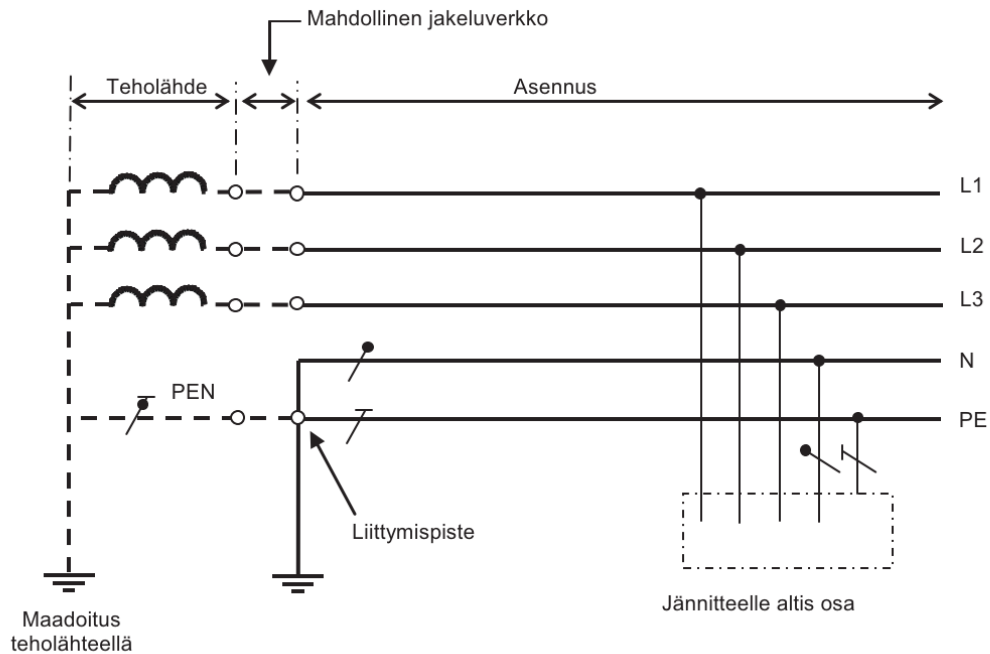 Mahdollinen jakeluverkko
Teholähde
Asennus
L1
L2
L3
N
PEN
PE
Liittymispiste
Jännitteelle altis osa
Maadoitus
teholähteellä